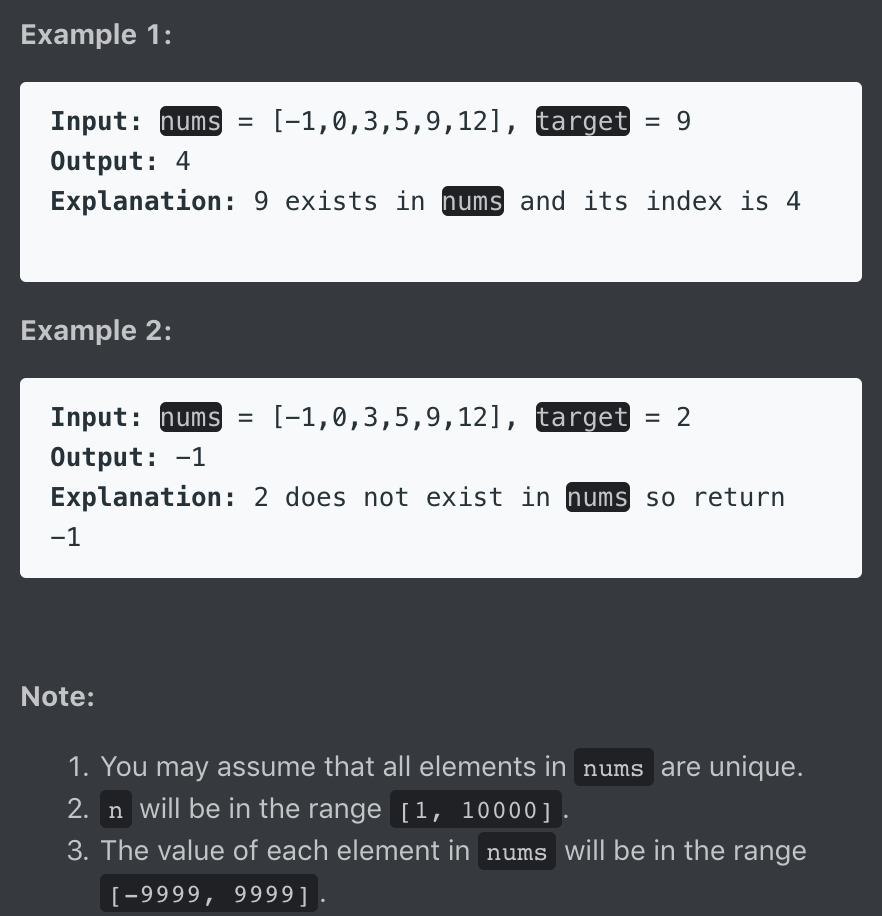 Example 1:
Input: nums = [-1,0,3,5,9,12], target = 9
Output: 4
Explanation: 9 exists in nums and its index is 4
Example 2:
Input: nums = [-1,0,3,5,9,12], target = 2
Output: -1
Explanation: 2 does not exist in nums so return
-1
Note:
1. You may assume that all elements in nums are unique.
2. n will be in the range [1, 10000].
3. The value of each element in nums will be in the range
[-9999, 9999].